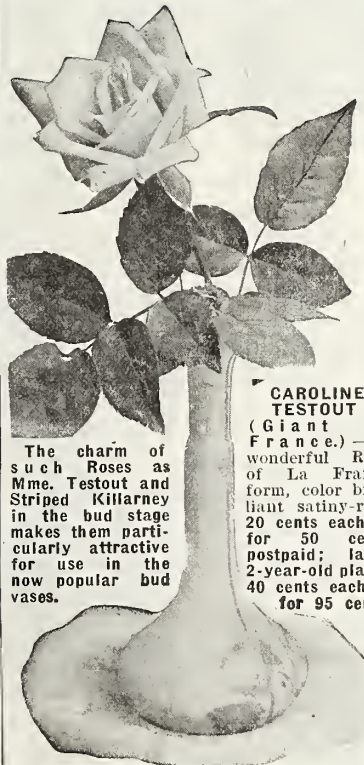 The charm of
such Roses as
Mme. Testout and
Striped Killarney
in the bud stage
makes them parti-
cularly attractive
for use in the
now popular bud
vases.
CAROLINE
TESTOUT
(Giant
France.) —
wonderful
of La
form, color
satiny-
20 cents each
for 50
postpaid;
2-year-old
40 cents each
for 95